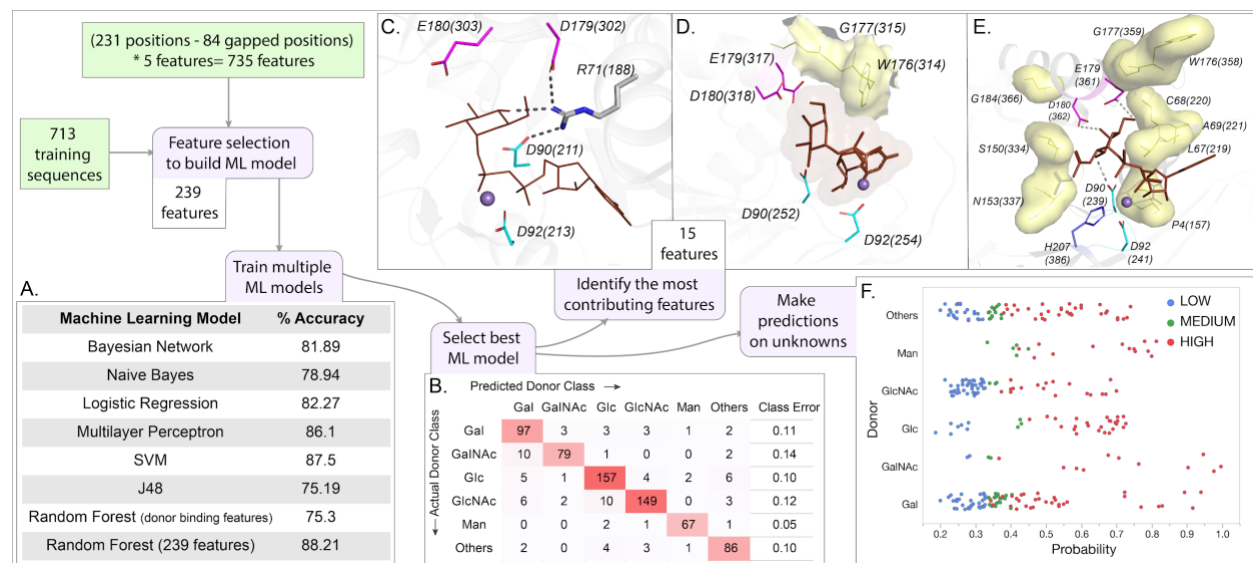 (231 positions - 84 gapped positions)
* 5 features= 735 features
713
training
sequences
Feature selection
to build ML model
239
features
Train multiple
ML models
A.
Machine Learning Model % Accuracy
Bayesian Network 81.89
Naive Bayes 78.94
Logistic Regression 82.27
Multilayer Perceptron 86.1
SVM 87.5
J48 75.19
Random Forest (donor binding features) 75.3
Random Forest (239 features) 88.21
Select best
ML model
15
features
Identify the most
contributing features
Make
predictions
on unknowns
B.
Predicted Donor Class
Actual Donor Class
Gal GalNAc Glc GlcNAc Man Others Class Error
Gal 97 3 3 3 1 2 0.11
GalNAc 10 79 1 0 0 2 0.14
Glc 5 1 157 4 2 6 0.10
GlcNAc 6 2 10 149 0 3 0.12
Man 0 0 2 1 67 1 0.05
Others 2 0 4 3 1 86 0.10
C.
E180(303)
D179(302)
R71(188)
D90(211)
D92(213)
D.
G177(315)
E179(317)
W176(314)
D180(318)
D90(252)
D92(254)
E.
G177(359)
E179
(361)
W176(358)
G184(366)
D180
(362)
C68(220)
A69(221)
S150(334)
L67(219)
N153(337)
D90
(239)
P4(157)
H207
(386)
D92
(241)
F.
LOW
MEDIUM
HIGH
Donor
Others
Man
GlcNAc
Glc
GalNAc
Gal
0.2 0.3 0.4 0.5 0.6 0.7 0.8 0.9 1.0
Probability